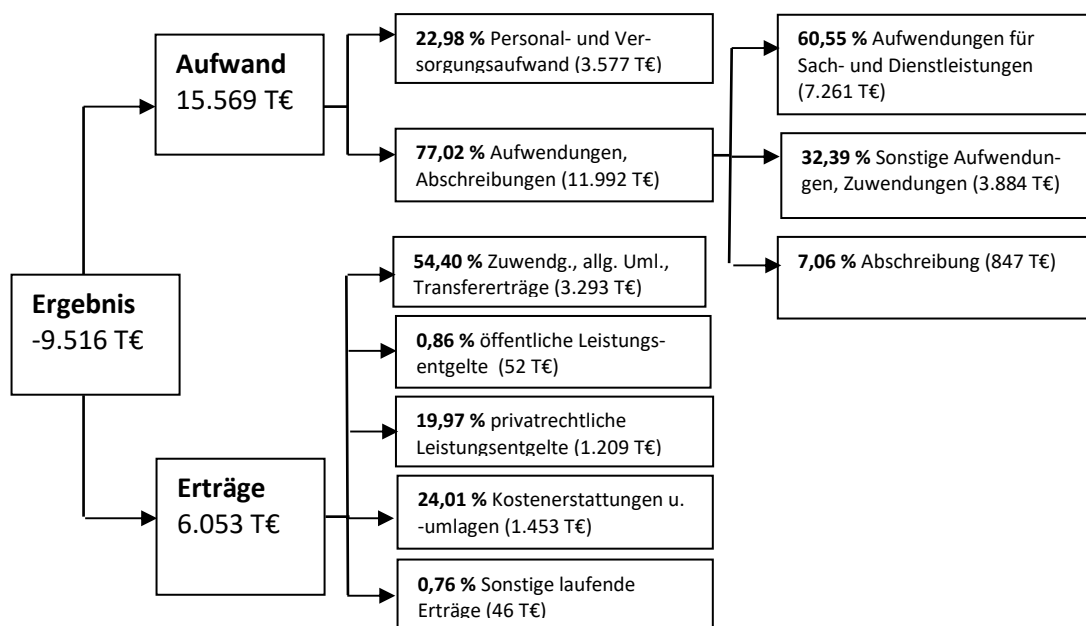 Ergebnis
-9.516 T€
Aufwand
15.569 T€
22,98 % Personal- und Ver-
sorgungsaufwand (3.577 T€)
77,02 % Aufwendungen,
Abschreibungen (11.992 T€)
60,55 % Aufwendungen für
Sach- und Dienstleistungen
(7.261 T€)
32,39 % Sonstige Aufwendun-
gen, Zuwendungen (3.884 T€)
7,06 % Abschreibung (847 T€)
Erträge
6.053 T€
54,40 % Zuwendg., allg. Uml.,
Transfererträge (3.293 T€)
0,86 % öffentliche Leistungs-
entgelte (52 T€)
19,97 % privatrechtliche
Leistungsentgelte (1.209 T€)
24,01 % Kostenerstattungen u.
-umlagen (1.453 T€)
0,76 % Sonstige laufende
Erträge (46 T€)